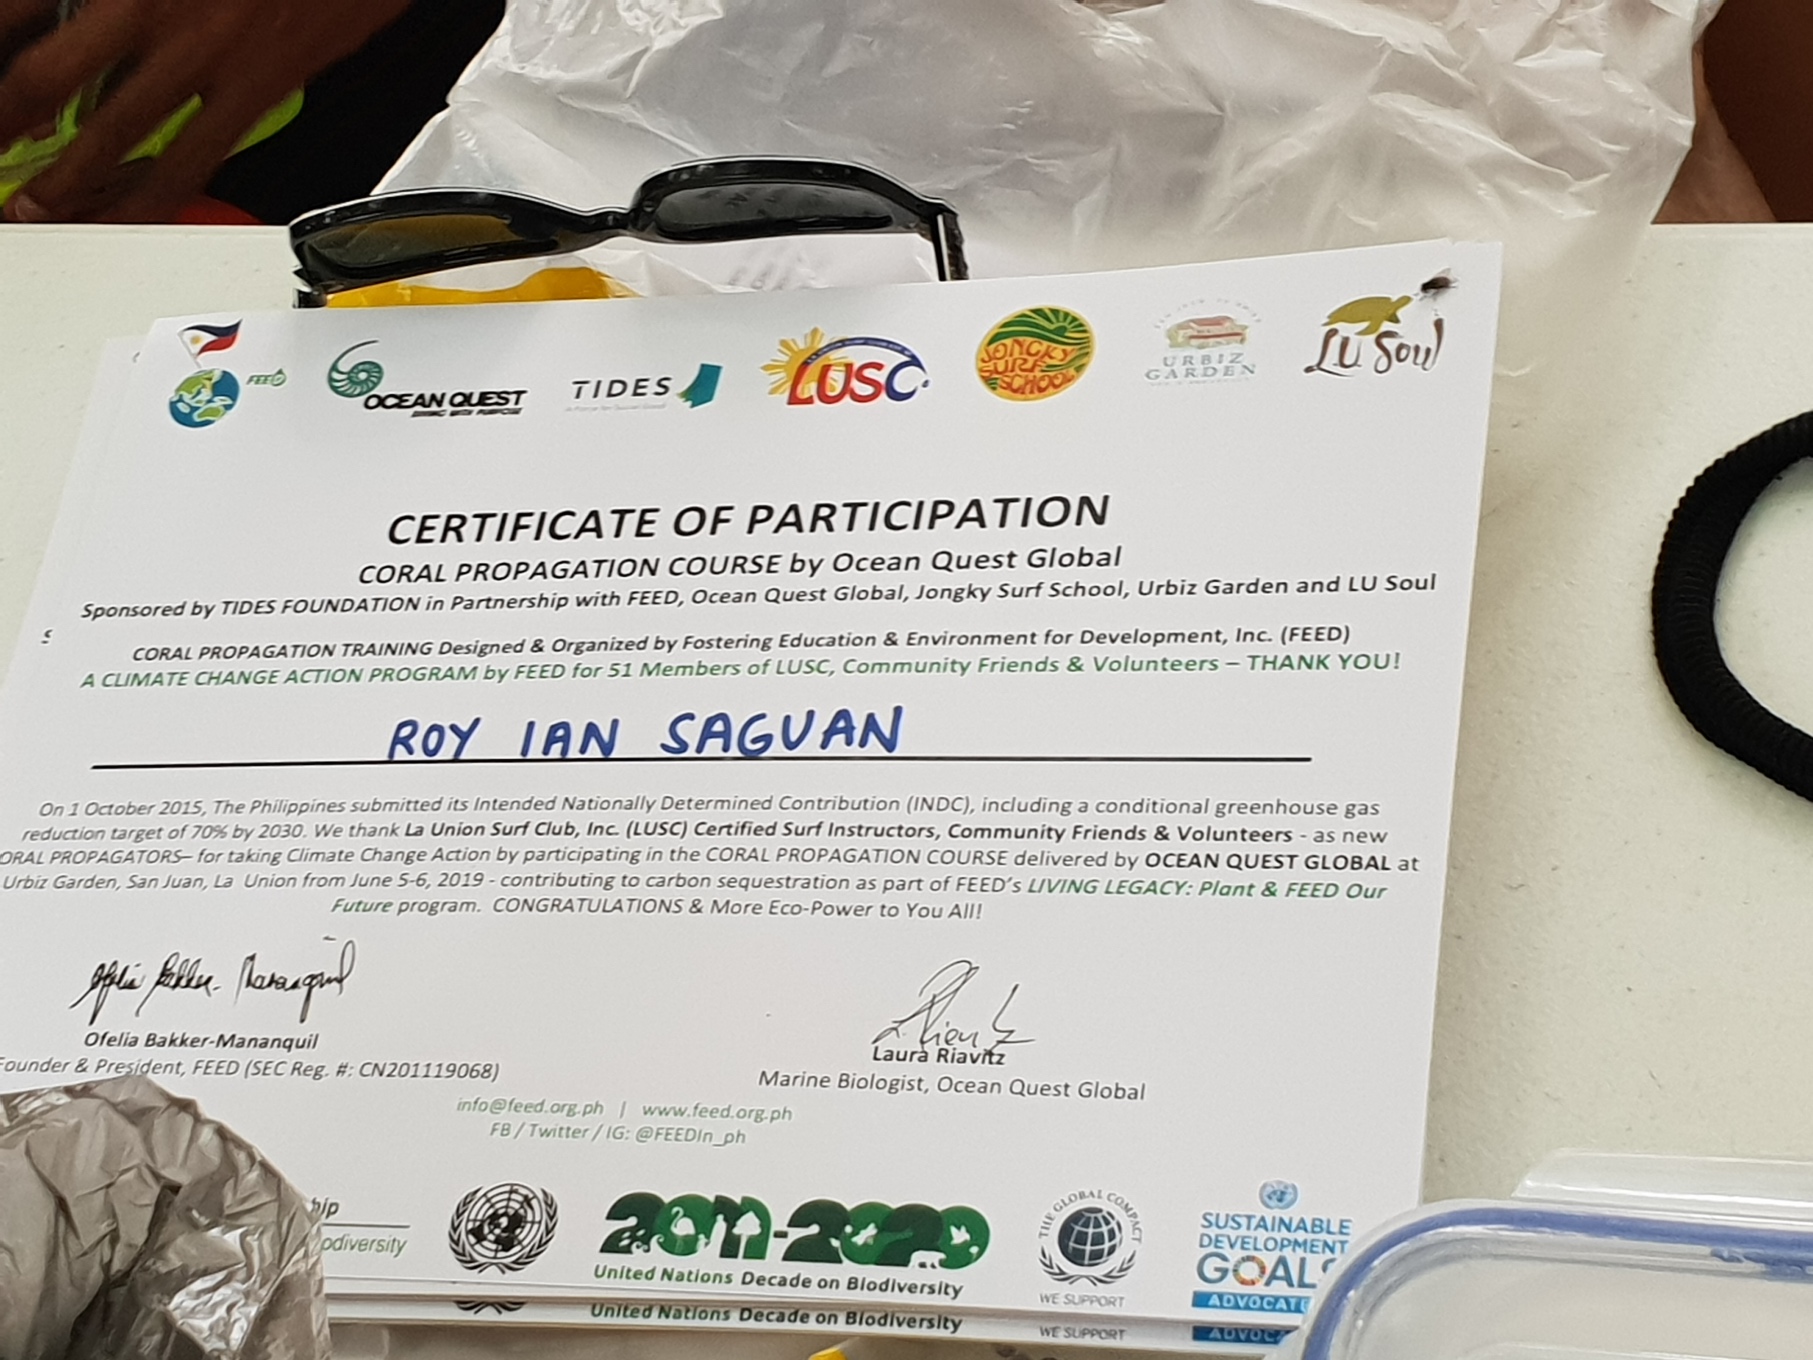 FEED
OCEAN QUEST
DIVING WITH PURPOSE
TIDES
LUSC
JONGKY SURF SCHOOL
URBIZ GARDEN
LU Soul
CERTIFICATE OF PARTICIPATION
CORAL PROPAGATION COURSE by Ocean Quest Global
Sponsored by TIDES FOUNDATION in Partnership with FEED, Ocean Quest Global, Jongky Surf School, Urbiz Garden and LU Soul
CORAL PROPAGATION TRAINING Designed & Organized by Fostering Education & Environment for Development, Inc. (FEED)
A CLIMATE CHANGE ACTION PROGRAM by FEED for 51 Members of LUSC, Community Friends & Volunteers – THANK YOU!
ROY IAN SAGUAN
On 1 October 2015, The Philippines submitted its Intended Nationally Determined Contribution (INDC), including a conditional greenhouse gas
reduction target of 70% by 2030. We thank La Union Surf Club, Inc. (LUSC) Certified Surf Instructors, Community Friends & Volunteers - as new
ORAL PROPAGATORS– for taking Climate Change Action by participating in the CORAL PROPAGATION COURSE delivered by OCEAN QUEST GLOBAL at
Urbiz Garden, San Juan, La Union from June 5-6, 2019 - contributing to carbon sequestration as part of FEED's LIVING LEGACY: Plant & FEED Our
Future program. CONGRATULATIONS & More Eco-Power to You All!
Ofelia Bakker-Mananquil
Founder & President, FEED (SEC Reg. #: CN201119068)
Laura Riavitz
Marine Biologist, Ocean Quest Global
info@feed.org.ph | www.feed.org.ph
FB / Twitter / IG: @FEEDIn_ph
hip
odiversity
2011-2020
United Nations Decade on Biodiversity
THE GLOBAL COMPACT
WE SUPPORT
SUSTAINABLE
DEVELOPMENT
GOALS
ADVOCATE
United Nations Decade on Biodiversity
WE SUPPORT
ADVOCA